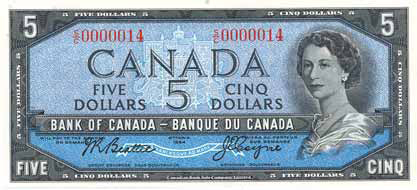 5 FIVE DOLLARS CINQ DOLLARS 5
S/C 0000014 S/C 0000014
CANADA
FIVE 5 CINQ
DOLLARS DOLLARS
BANK OF CANADA - BANQUE DU CANADA
OTTAWA
1954
FIVE CINQ